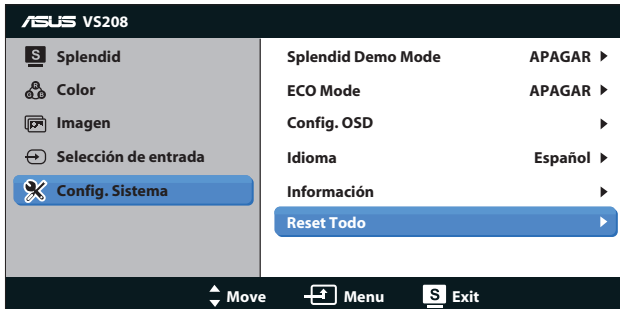 ASUS VS208
S Splendid
Color
Imagen
Selección de entrada
Config. Sistema
Splendid Demo Mode APAGAR
ECO Mode APAGAR
Config. OSD
Idioma Español
Información
Reset Todo
Move Menu S Exit